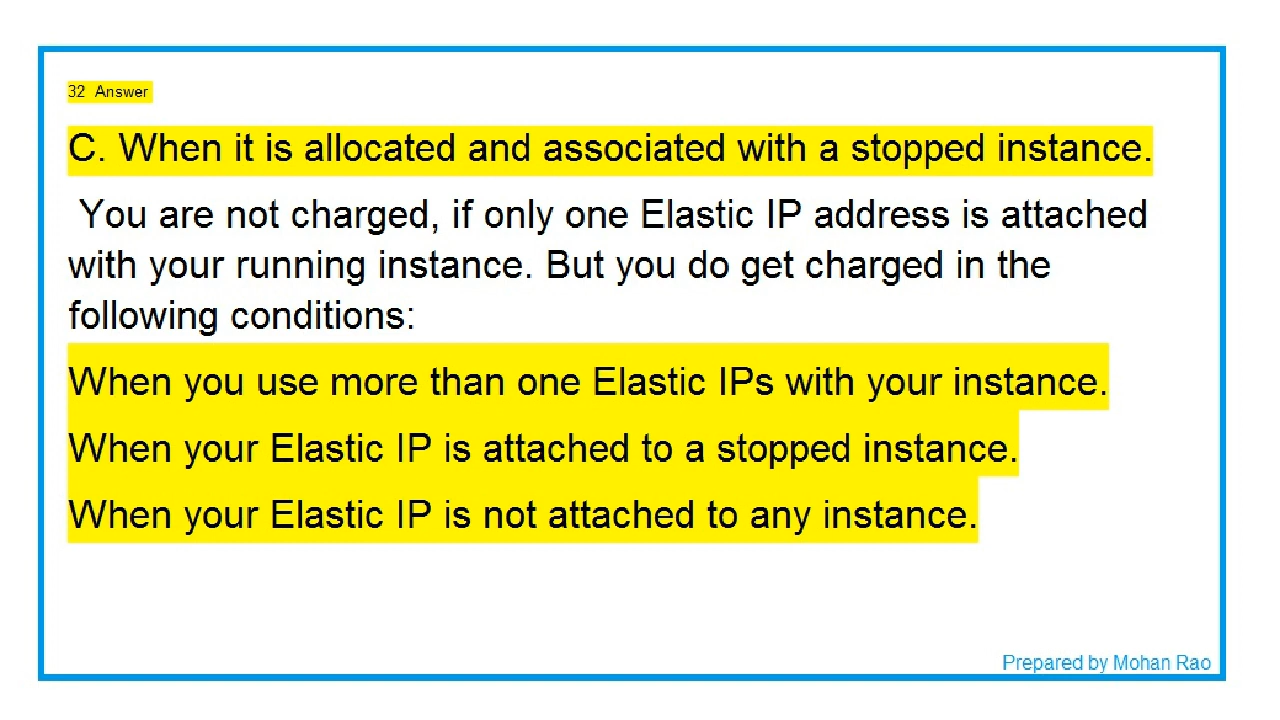 32 Answer
C. When it is allocated and associated with a stopped instance.
You are not charged, if only one Elastic IP address is attached
with your running instance. But you do get charged in the
following conditions:
When you use more than one Elastic IPs with your instance.
When your Elastic IP is attached to a stopped instance.
When your Elastic IP is not attached to any instance.
Prepared by Mohan Rao